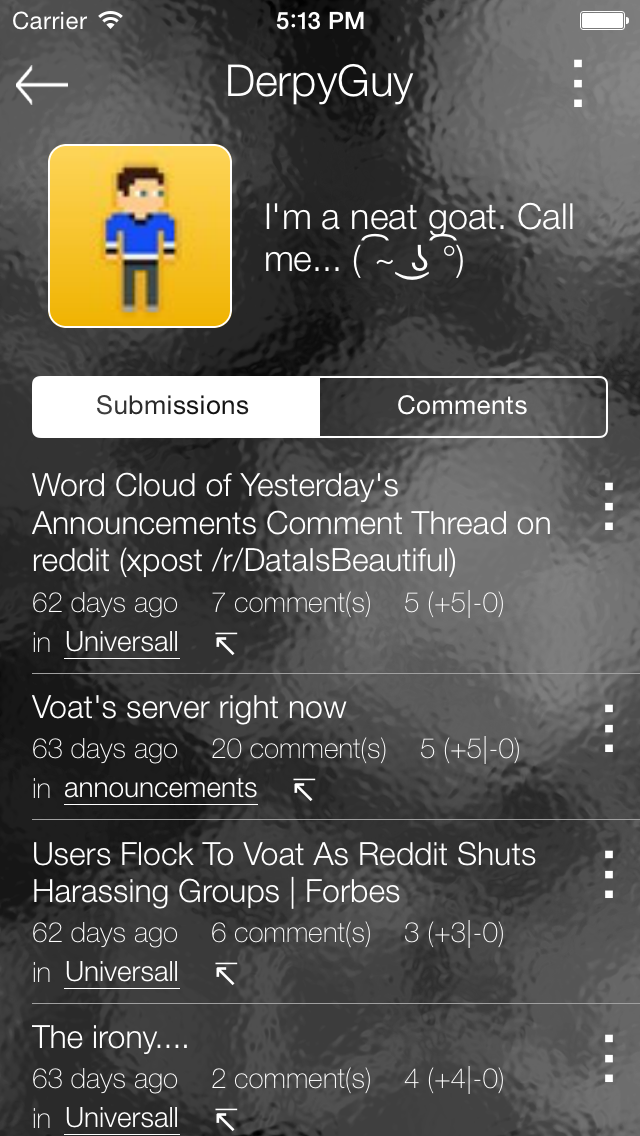 Carrier 5:13 PM
DerpyGuy
I'm a neat goat. Call
me... ( ͡~ ͜ʖ ͡°)
Submissions Comments
Word Cloud of Yesterday's
Announcements Comment Thread on
reddit (xpost /r/DataIsBeautiful)
62 days ago 7 comment(s) 5 (+5|-0)
in Universall
Voat's server right now
63 days ago 20 comment(s) 5 (+5|-0)
in announcements
Users Flock To Voat As Reddit Shuts
Harassing Groups | Forbes
62 days ago 6 comment(s) 3 (+3|-0)
in Universall
The irony....
63 days ago 2 comment(s) 4 (+4|-0)
in Universall